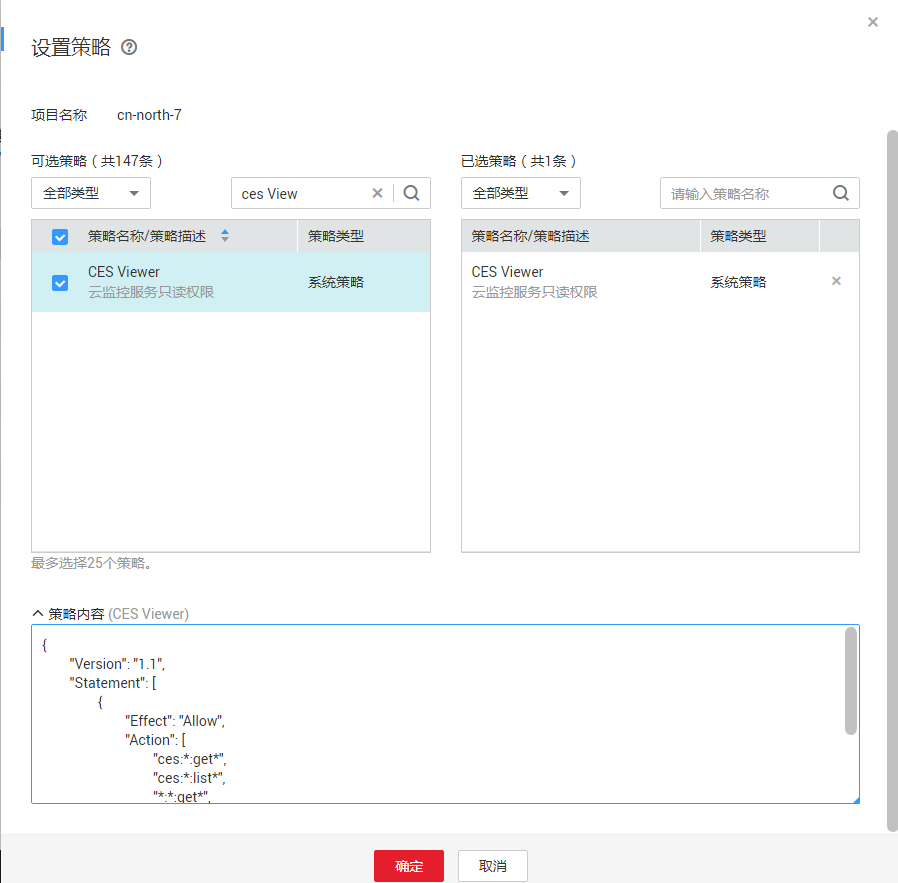 设置策略
项目名称 cn-north-7
可选策略（共147条） 已选策略（共1条）
全部类型 ces View 全部类型 请输入策略名称
策略名称/策略描述 策略类型 策略名称/策略描述 策略类型
CES Viewer 系统策略 CES Viewer 系统策略
云监控服务只读权限 云监控服务只读权限
最多选择25个策略。
策略内容 (CES Viewer)
{
"Version": "1.1",
"Statement": [
{
"Effect": "Allow",
"Action": [
"ces:*:get*",
"ces:*:list*",
"*:*:get*",
确定 取消